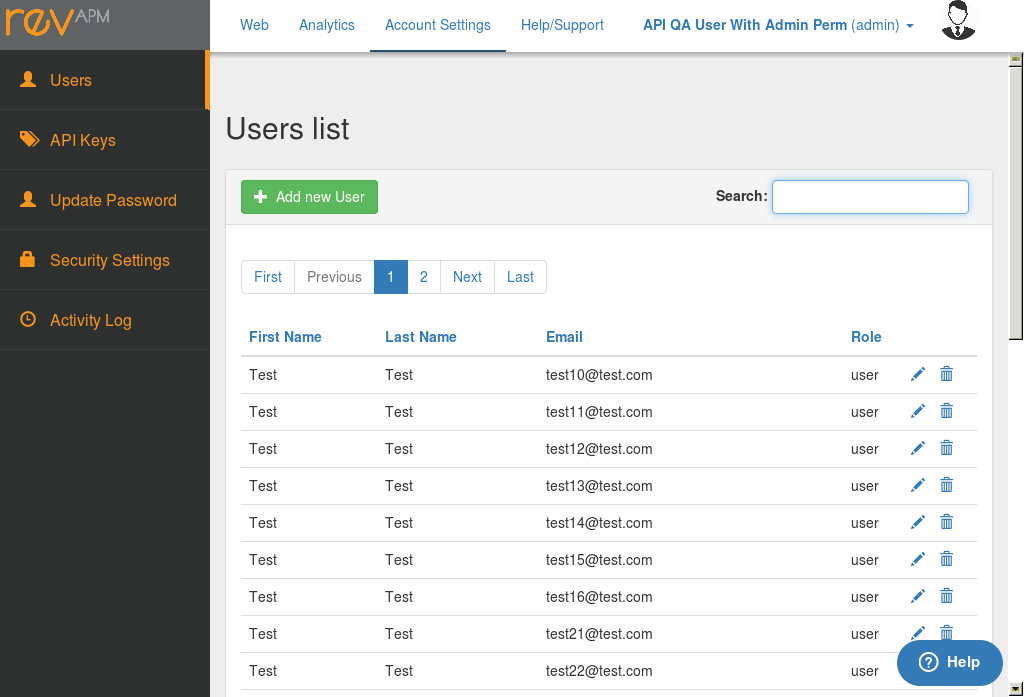 rev APM
Web Analytics Account Settings Help/Support API QA User With Admin Perm (admin)
Users
API Keys
Update Password
Security Settings
Activity Log
Users list
Add new User Search:
First Previous 1 2 Next Last
First Name Last Name Email Role
Test Test test10@test.com user
Test Test test11@test.com user
Test Test test12@test.com user
Test Test test13@test.com user
Test Test test14@test.com user
Test Test test15@test.com user
Test Test test16@test.com user
Test Test test21@test.com user
Test Test test22@test.com user
? Help